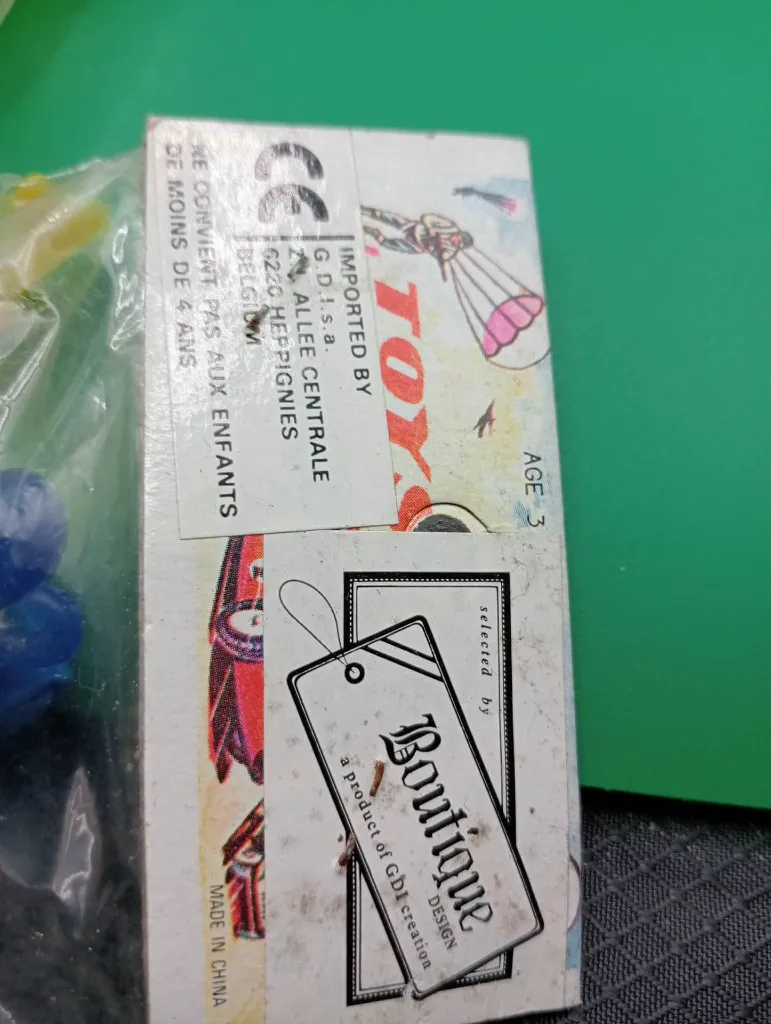 CE
IMPORTED BY
G.D.I.s.a.
ALLEE CENTRALE
6220 HEPPIGNIES
BELGIUM
NE CONVIENT PAS AUX ENFANTS
DE MOINS DE 4 ANS
TOYS
AGE 3
selected by
Boutique
DESIGN
a product of GDI creation
MADE IN CHINA